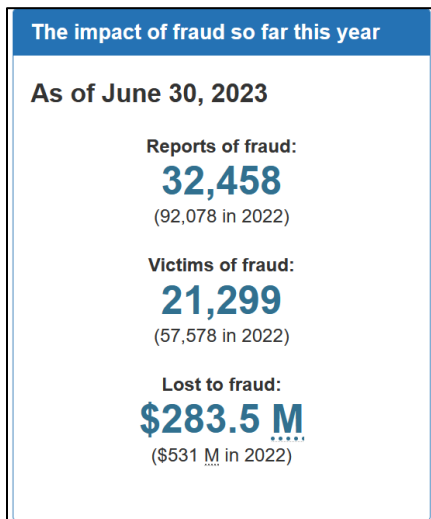 The impact of fraud so far this year
As of June 30, 2023
Reports of fraud:
32,458
(92,078 in 2022)
Victims of fraud:
21,299
(57,578 in 2022)
Lost to fraud:
$283.5 M
($531 M in 2022)